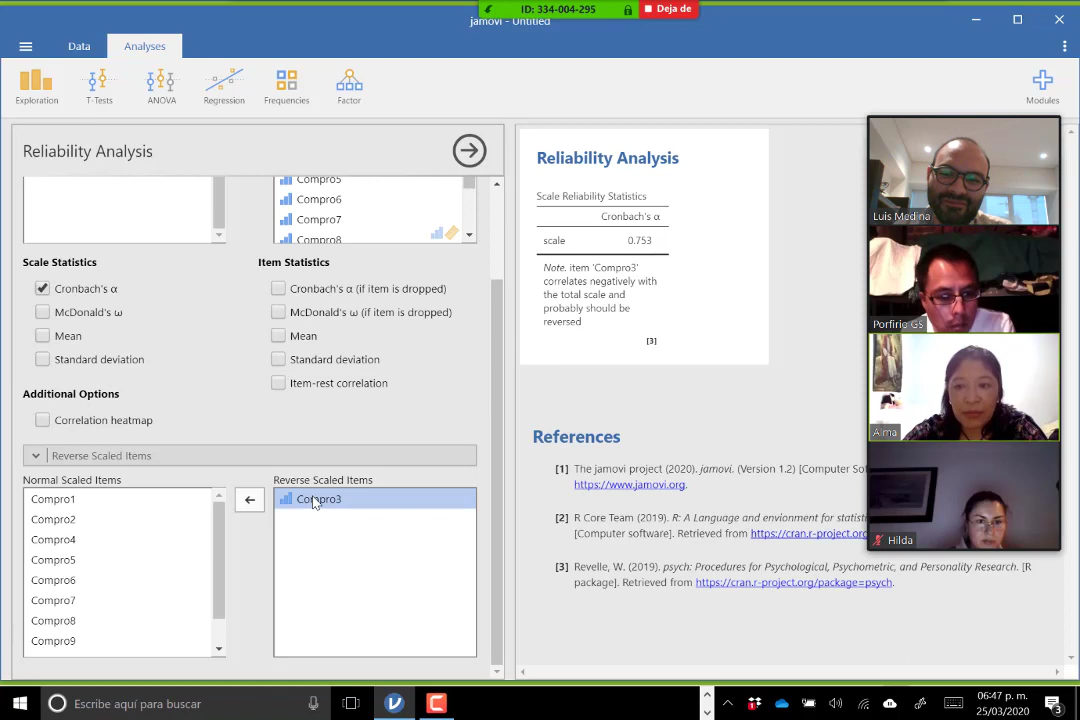 ID: 334-004-295
Deja de
jamovi - Untitled
Data
Analyses
Exploration
T-Tests
ANOVA
Regression
Frequencies
Factor
Modules
Reliability Analysis
Compro5
Compro6
Compro7
Compro8
Scale Statistics
Item Statistics
Cronbach's α
Cronbach's α (if item is dropped)
McDonald's ω
McDonald's ω (if item is dropped)
Mean
Mean
Standard deviation
Standard deviation
Item-rest correlation
Additional Options
Correlation heatmap
Reverse Scaled Items
Normal Scaled Items
Reverse Scaled Items
Compro1
Compro2
Compro4
Compro5
Compro6
Compro7
Compro8
Compro9
Compro3
Reliability Analysis
Scale Reliability Statistics
Cronbach's α
scale 0.753
Note. item 'Compro3'
correlates negatively with
the total scale and
probably should be
reversed
[3]
References
[1] The jamovi project (2020). jamovi. (Version 1.2) [Computer Sof
https://www.jamovi.org.
[2] R Core Team (2019). R: A Language and envionment for statisti
[Computer software]. Retrieved from https://cran.r-project.org
[3] Revelle, W. (2019). psych: Procedures for Psychological, Psychometric, and Personality Research. [R
package]. Retrieved from https://cran.r-project.org/package=psych.
Luis Medina
Porfirio GS
Alma
Hilda
Escribe aquí para buscar
06:47 p. m.
25/03/2020
3